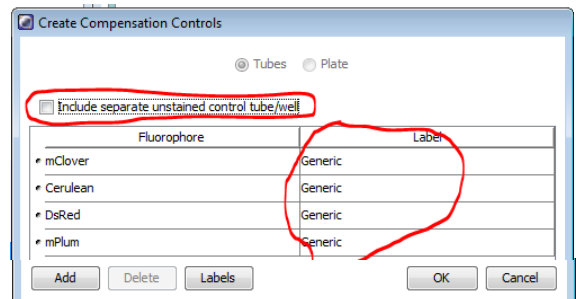 Create Compensation Controls
Tubes Plate
Include separate unstained control tube/well
Fluorophore Label
mClover Generic
Cerulean Generic
DsRed Generic
mPlum Generic
Add Delete Labels OK Cancel